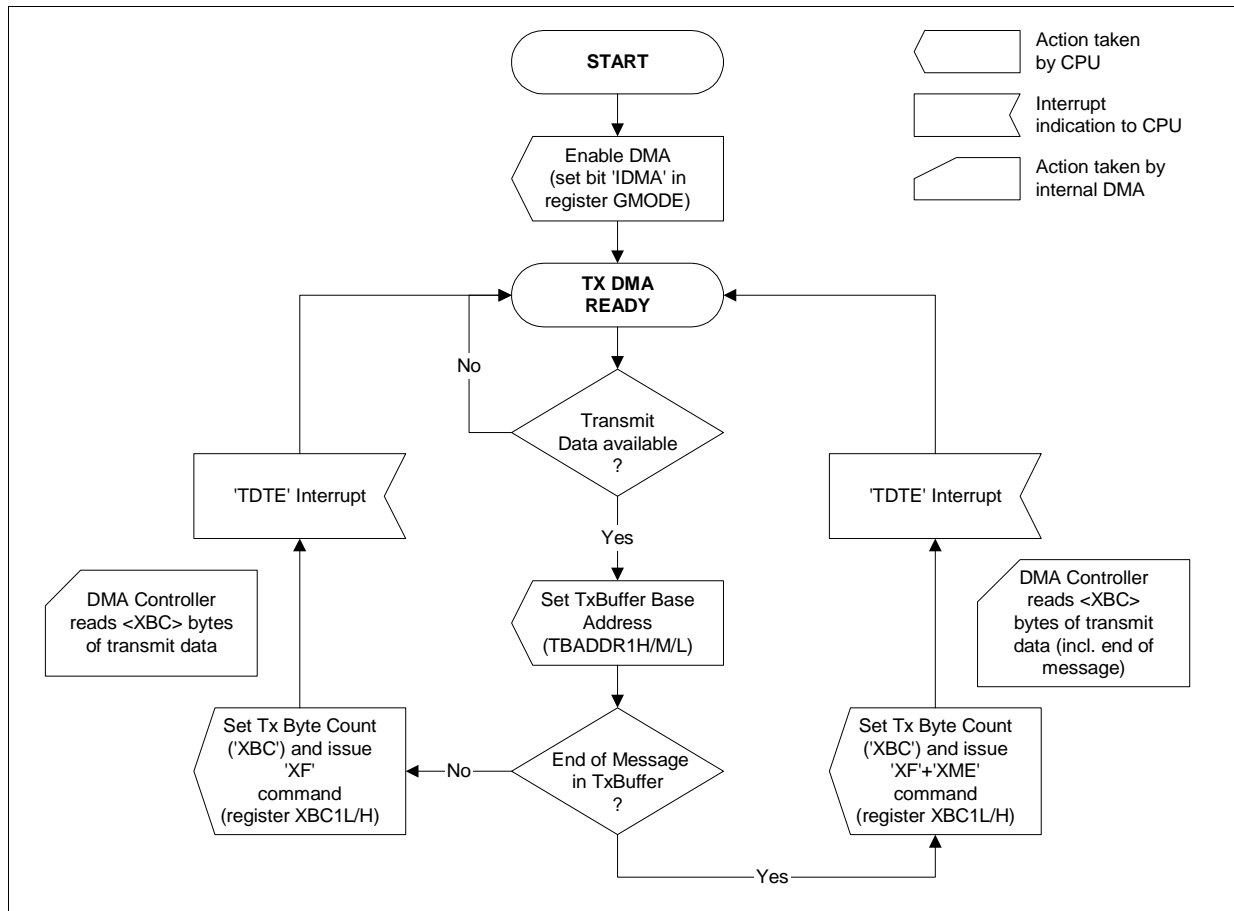 START
Action taken
by CPU
Interrupt
indication to CPU
Action taken by
internal DMA
Enable DMA
(set bit 'IDMA' in
register GMODE)
TX DMA
READY
No
Transmit
Data available
?
'TDTE' Interrupt
'TDTE' Interrupt
Yes
DMA Controller
reads <XBC> bytes
of transmit data
Set TxBuffer Base
Address
(TBADDR1H/M/L)
DMA Controller
reads <XBC>
bytes of transmit
data (incl. end of
message)
Set Tx Byte Count
('XBC') and issue
'XF'
command
(register XBC1L/H)
No
End of Message
in TxBuffer
?
Set Tx Byte Count
('XBC') and issue
'XF'+'XME'
command
(register XBC1L/H)
Yes